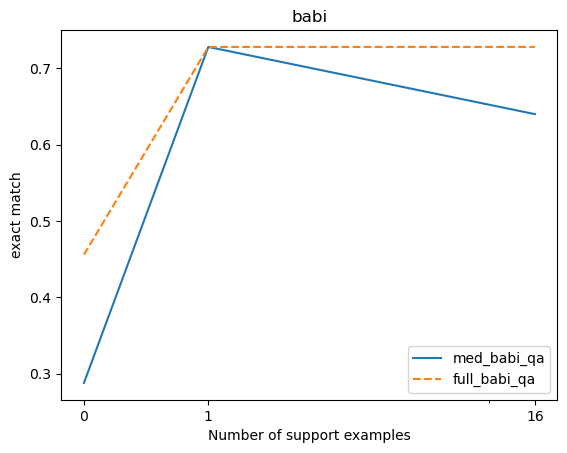 babi
exact match
0.7
0.6
0.5
0.4
0.3
med_babi_qa
full_babi_qa
0 1 16
Number of support examples